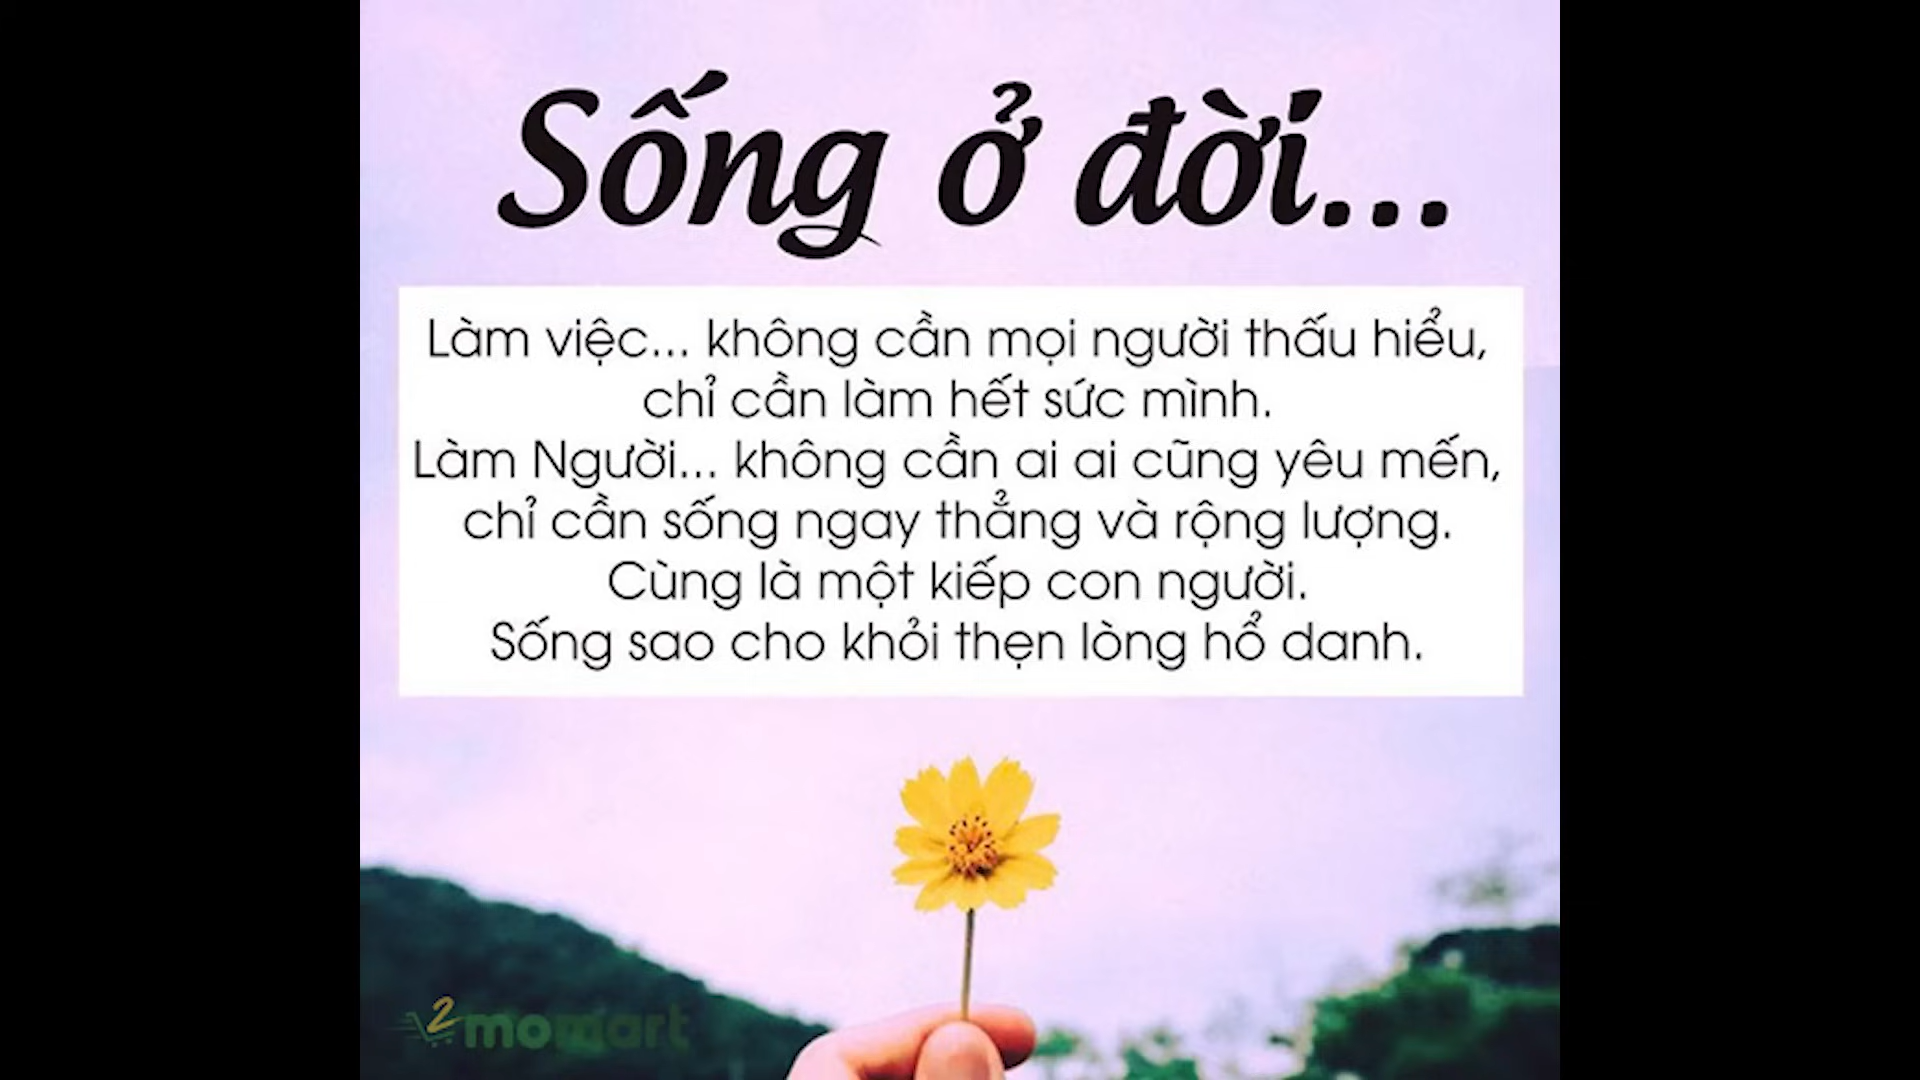 Sống ở đời...
Làm việc... không cần mọi người thấu hiểu,
chỉ cần làm hết sức mình.
Làm Người... không cần ai ai cũng yêu mến,
chỉ cần sống ngay thẳng và rộng lượng.
Cùng là một kiếp con người.
Sống sao cho khỏi thẹn lòng hổ danh.
2momart